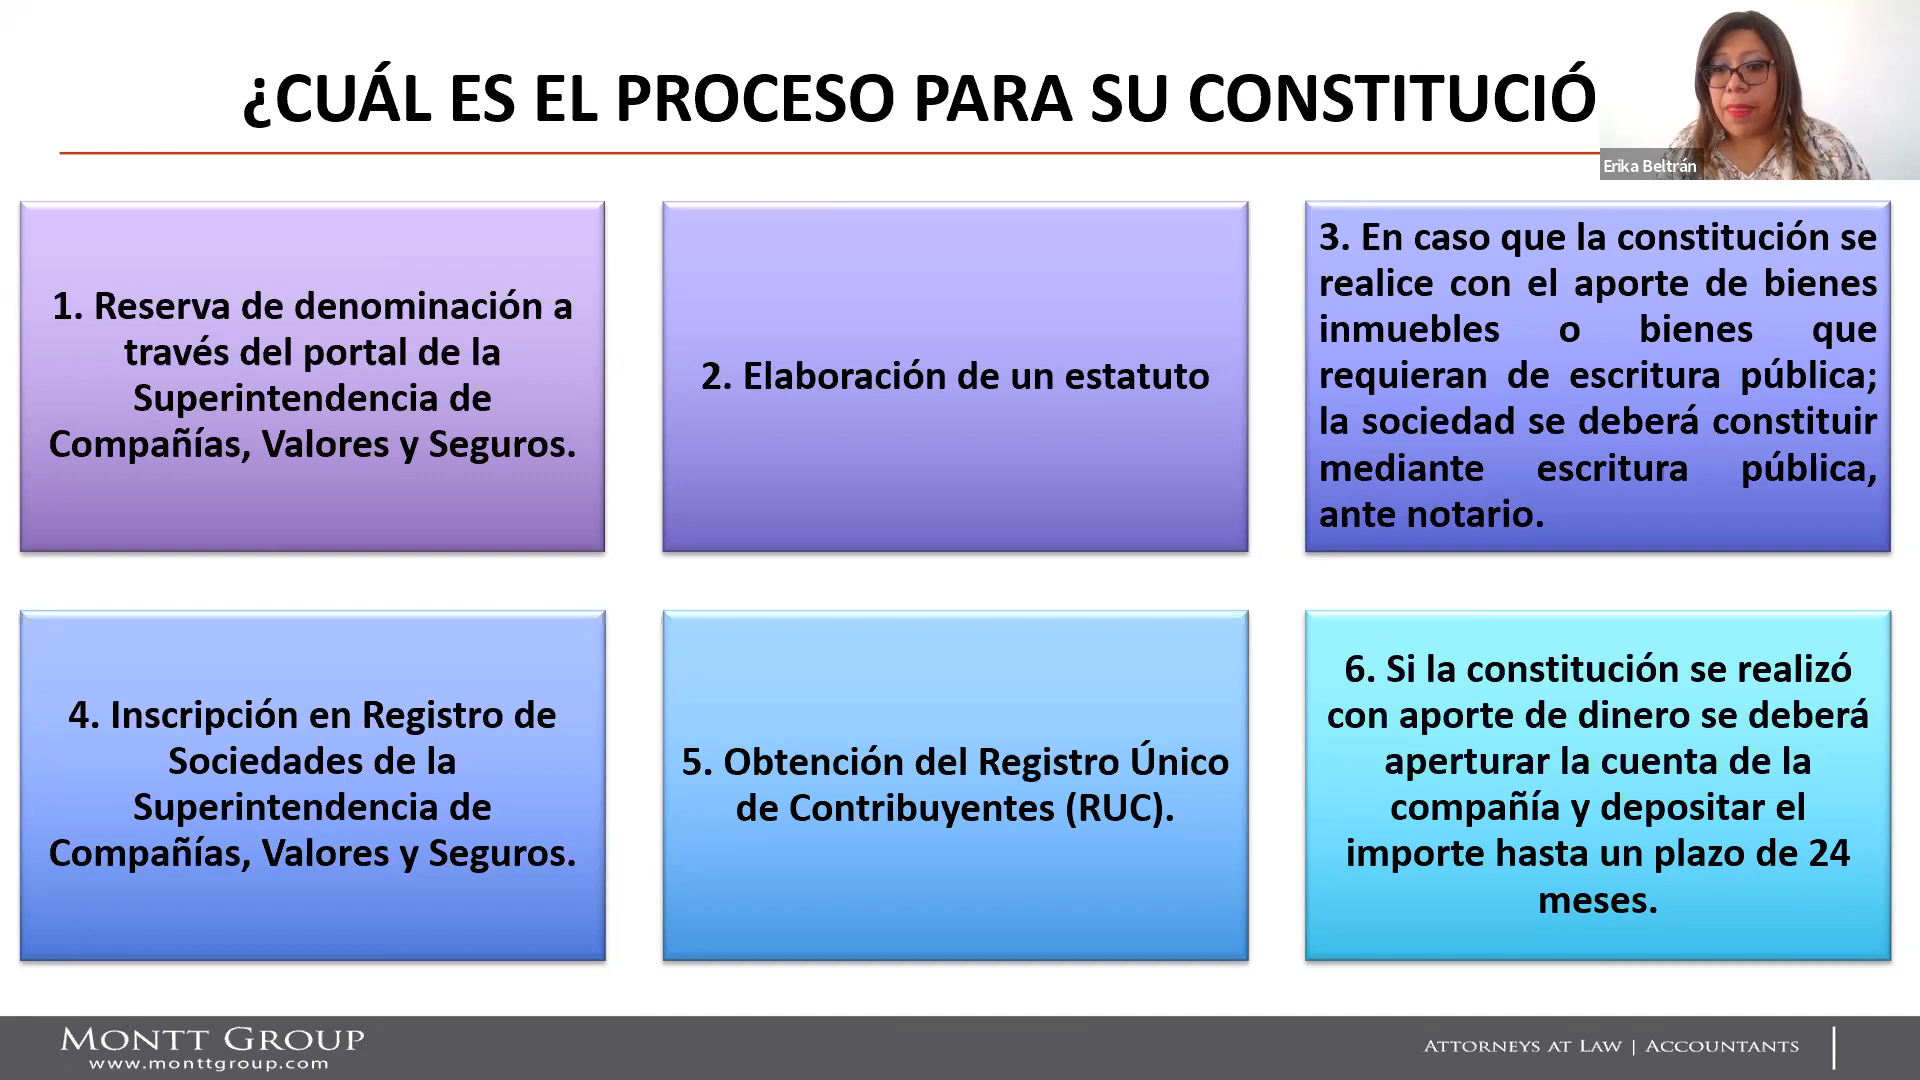 ¿CUÁL ES EL PROCESO PARA SU CONSTITUCIÓ
Erika Beltrán
1. Reserva de denominación a
través del portal de la
Superintendencia de
Compañías, Valores y Seguros.
2. Elaboración de un estatuto
3. En caso que la constitución se
realice con el aporte de bienes
inmuebles o bienes que
requieran de escritura pública;
la sociedad se deberá constituir
mediante escritura pública,
ante notario.
4. Inscripción en Registro de
Sociedades de la
Superintendencia de
Compañías, Valores y Seguros.
5. Obtención del Registro Único
de Contribuyentes (RUC).
6. Si la constitución se realizó
con aporte de dinero se deberá
aperturar la cuenta de la
compañía y depositar el
importe hasta un plazo de 24
meses.
MONTT GROUP
www.monttgroup.com
ATTORNEYS AT LAW | ACCOUNTANTS